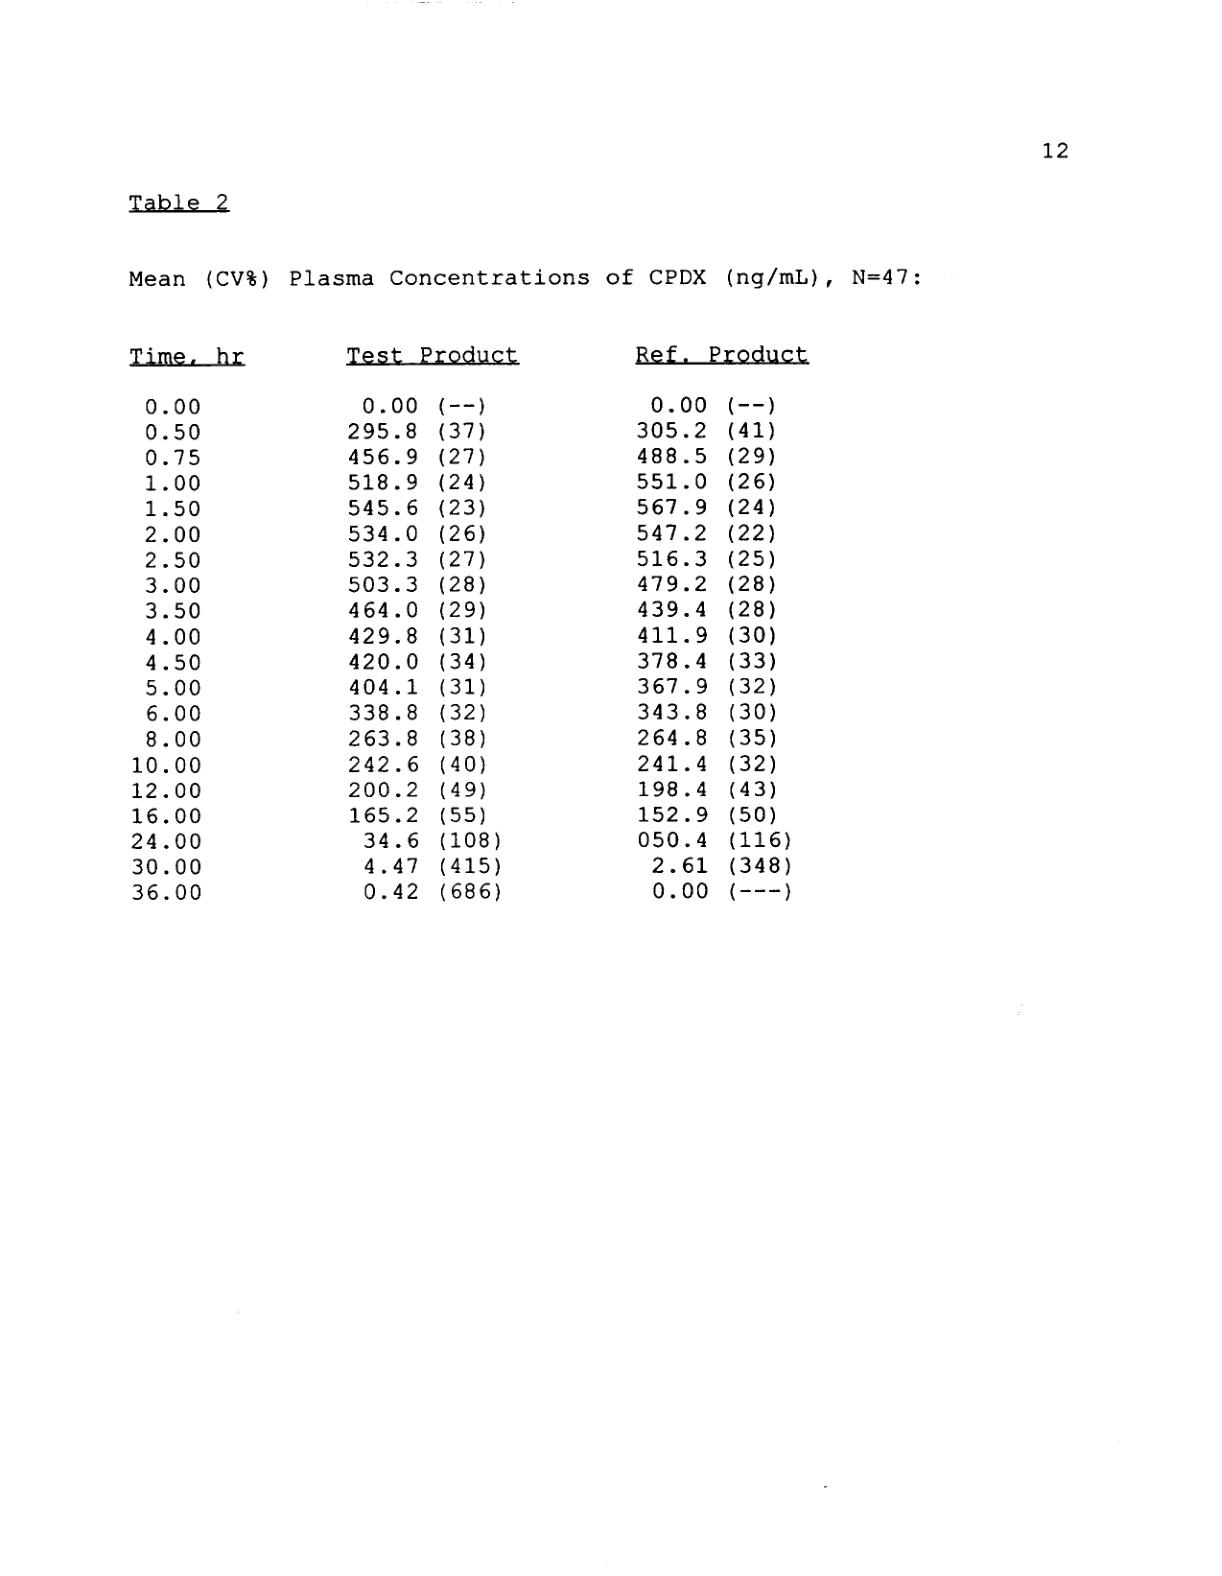 12
Table 2
Mean (CV%) Plasma Concentrations of CPDX (ng/mL), N=47:
Time, hr Test Product Ref. Product
0.00 0.00 (--) 0.00 (--)
0.50 295.8 (37) 305.2 (41)
0.75 456.9 (27) 488.5 (29)
1.00 518.9 (24) 551.0 (26)
1.50 545.6 (23) 567.9 (24)
2.00 534.0 (26) 547.2 (22)
2.50 532.3 (27) 516.3 (25)
3.00 503.3 (28) 479.2 (28)
3.50 464.0 (29) 439.4 (28)
4.00 429.8 (31) 411.9 (30)
4.50 420.0 (34) 378.4 (33)
5.00 404.1 (31) 367.9 (32)
6.00 338.8 (32) 343.8 (30)
8.00 263.8 (38) 264.8 (35)
10.00 242.6 (40) 241.4 (32)
12.00 200.2 (49) 198.4 (43)
16.00 165.2 (55) 152.9 (50)
24.00 34.6 (108) 050.4 (116)
30.00 4.47 (415) 2.61 (348)
36.00 0.42 (686) 0.00 (---)